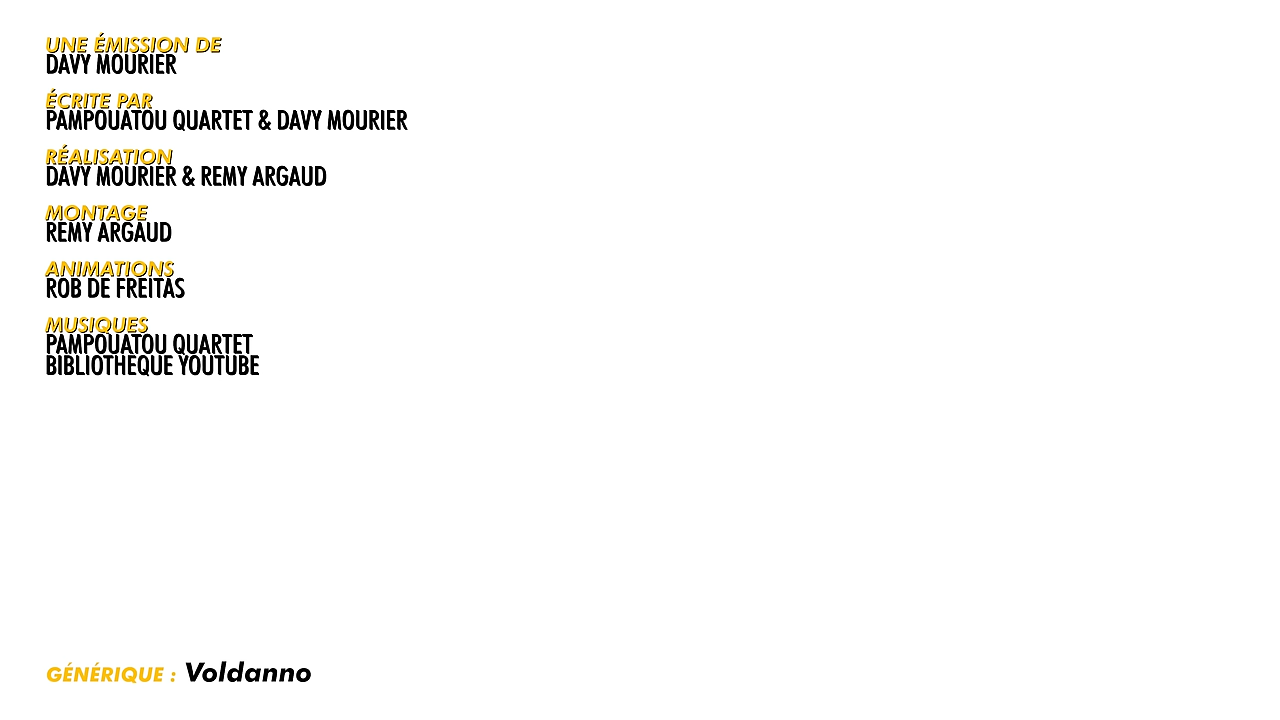 UNE ÉMISSION DE
DAVY MOURIER
ÉCRITE PAR
PAMPOUATOU QUARTET & DAVY MOURIER
RÉALISATION
DAVY MOURIER & REMY ARGAUD
MONTAGE
REMY ARGAUD
ANIMATIONS
ROB DE FREITAS
MUSIQUES
PAMPOUATOU QUARTET
BIBLIOTHEQUE YOUTUBE
GÉNÉRIQUE : Voldanno